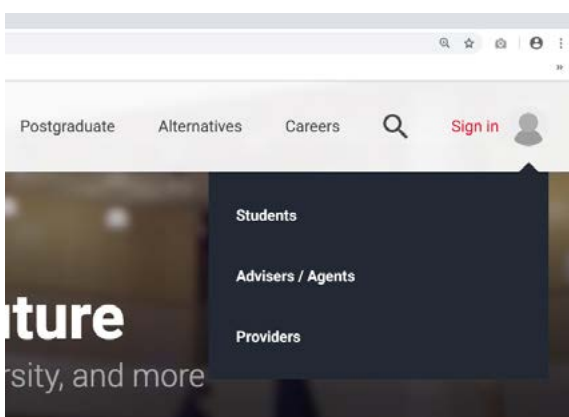 Postgraduate Alternatives Careers Sign in
Students
Advisers / Agents
Providers
uture
rsity, and more